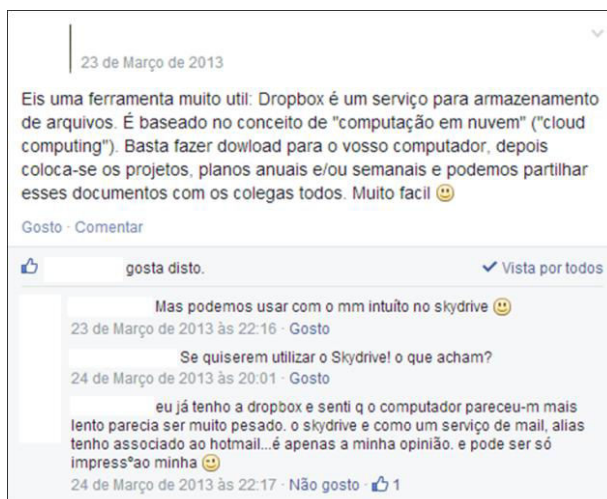 23 de Março de 2013
Eis uma ferramenta muito util: Dropbox é um serviço para armazenamento
de arquivos. É baseado no conceito de "computação em nuvem" ("cloud
computing"). Basta fazer dowload para o vosso computador, depois
coloca-se os projetos, planos anuais e/ou semanais e podemos partilhar
esses documentos com os colegas todos. Muito facil
Gosto · Comentar
gosta disto. Vista por todos
Mas podemos usar com o mm intuíto no skydrive
23 de Março de 2013 às 22:16 · Gosto
Se quiserem utilizar o Skydrive! o que acham?
24 de Março de 2013 às 20:01 · Gosto
eu já tenho a dropbox e senti q o computador pareceu-m mais
lento parecia ser muito pesado. o skydrive e como um serviço de mail, alias
tenho associado ao hotmail...é apenas a minha opinião. e pode ser só
impressºao minha
24 de Março de 2013 às 22:17 · Não gosto · 1